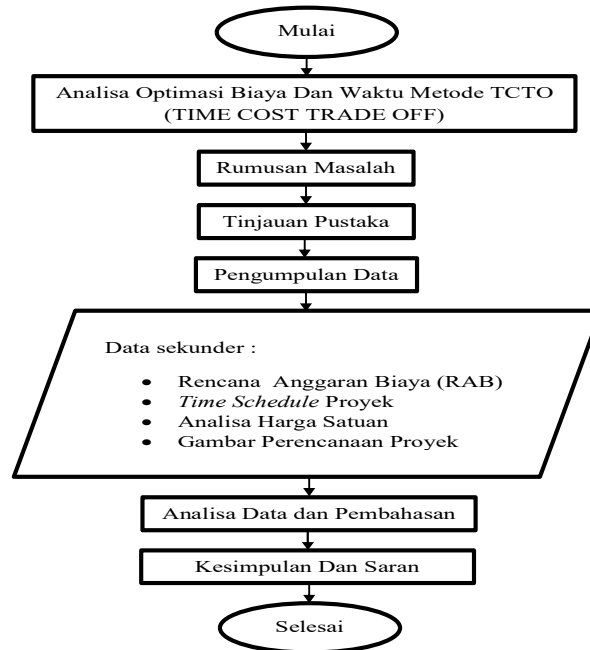 Mulai
Analisa Optimasi Biaya Dan Waktu Metode TCTO
(TIME COST TRADE OFF)
Rumusan Masalah
Tinjauan Pustaka
Pengumpulan Data
Data sekunder :
• Rencana Anggaran Biaya (RAB)
• Time Schedule Proyek
• Analisa Harga Satuan
• Gambar Perencanaan Proyek
Analisa Data dan Pembahasan
Kesimpulan Dan Saran
Selesai